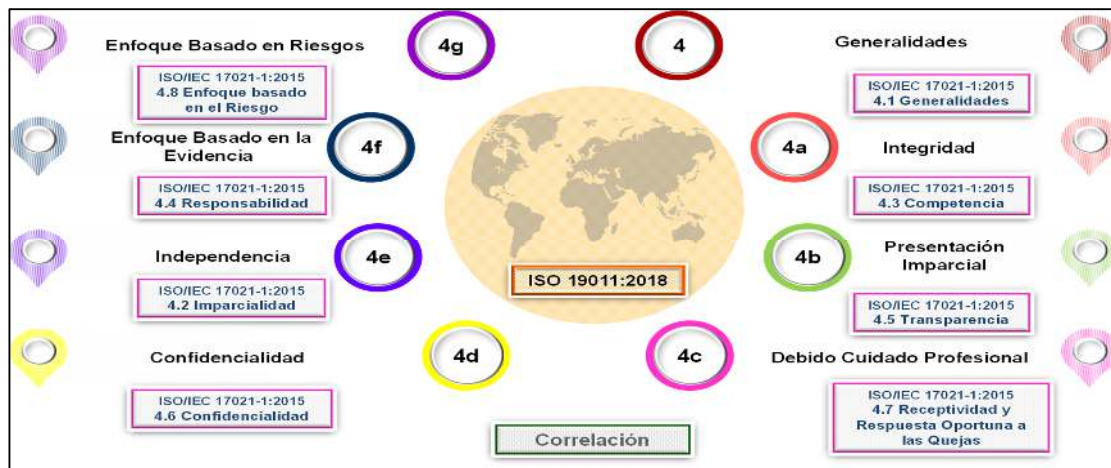 Enfoque Basado en Riesgos
4g
ISO/IEC 17021-1:2015
4.8 Enfoque basado
en el Riesgo
Enfoque Basado en la
Evidencia
4f
ISO/IEC 17021-1:2015
4.4 Responsabilidad
Independencia
4e
ISO/IEC 17021-1:2015
4.2 Imparcialidad
Confidencialidad
4d
ISO/IEC 17021-1:2015
4.6 Confidencialidad
ISO 19011:2018
Correlación
4
Generalidades
ISO/IEC 17021-1:2015
4.1 Generalidades
4a
Integridad
ISO/IEC 17021-1:2015
4.3 Competencia
4b
Presentación
Imparcial
ISO/IEC 17021-1:2015
4.5 Transparencia
4c
Debido Cuidado Profesional
ISO/IEC 17021-1:2015
4.7 Receptividad y
Respuesta Oportuna a
las Quejas